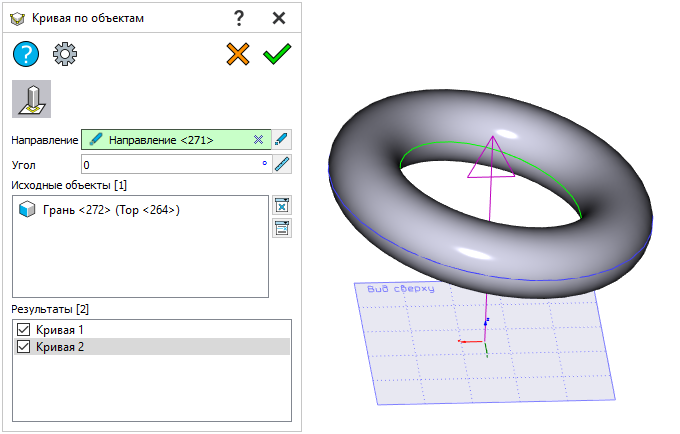 Кривая по объектам
?
?
Направление
Направление <271>
Угол
0
°
Исходные объекты [1]
Грань <272> (Тор <264>)
Результаты [2]
Кривая 1
Кривая 2
Вид сверху